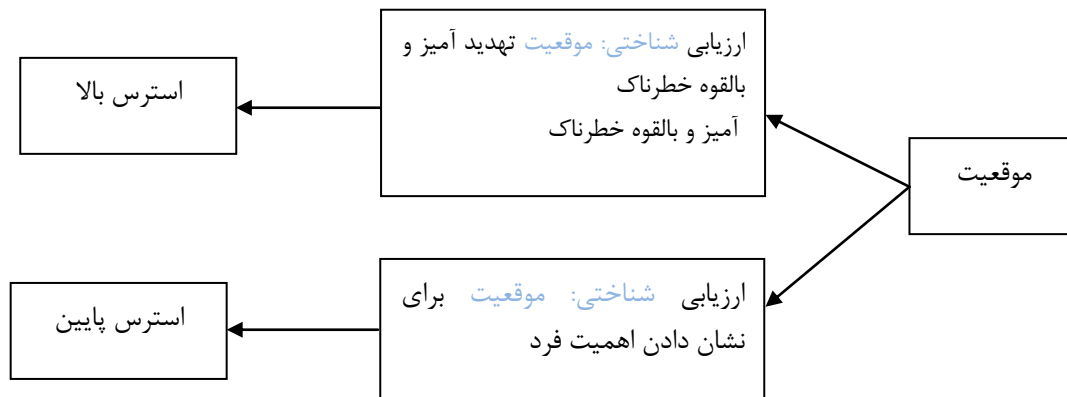 موقعیت
ارزیابی شناختی: موقعیت تهدید آمیز و
بالقوه خطرناک
آمیز و بالقوه خطرناک
استرس بالا
ارزیابی شناختی: موقعیت برای
نشان دادن اهمیت فرد
استرس پایین